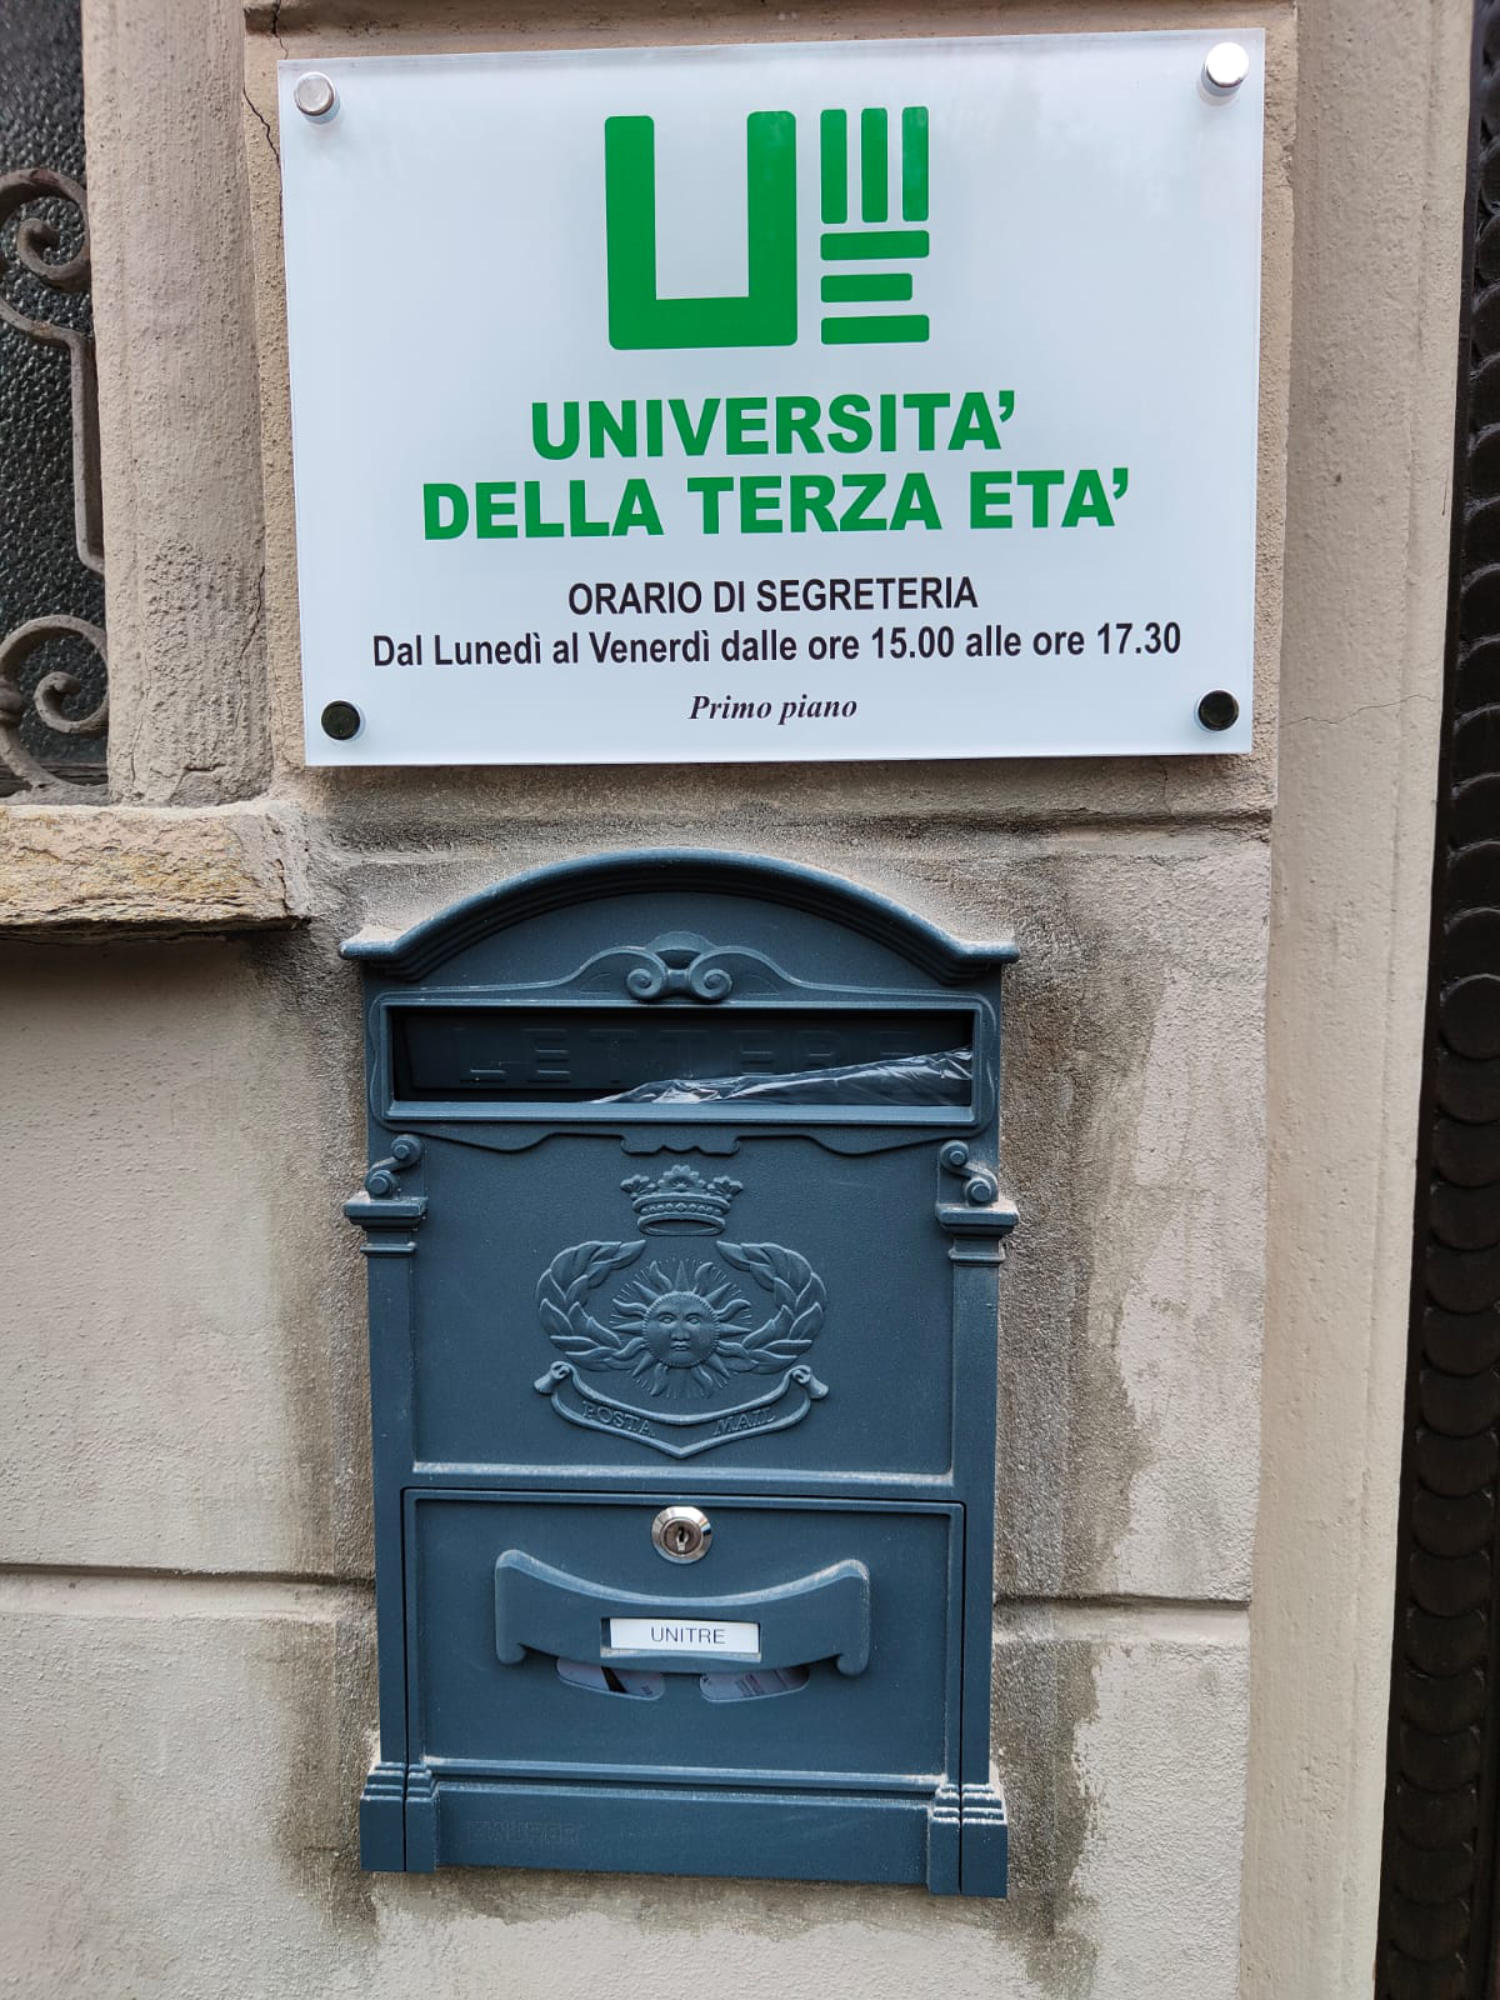 UNIVERSITA'
DELLA TERZA ETA'
ORARIO DI SEGRETERIA
Dal Lunedì al Venerdì dalle ore 15.00 alle ore 17.30
Primo piano
LETTERE
POSTA MAIL
UNITRE